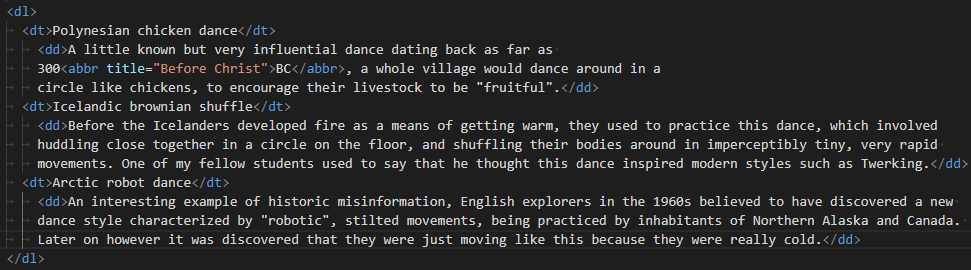 <dl>
<dt>Polynesian chicken dance</dt>
<dd>A little known but very influential dance dating back as far as
300<abbr title="Before Christ">BC</abbr>, a whole village would dance around in a
circle like chickens, to encourage their livestock to be "fruitful".</dd>
<dt>Icelandic brownian shuffle</dt>
<dd>Before the Icelanders developed fire as a means of getting warm, they used to practice this dance, which involved
huddling close together in a circle on the floor, and shuffling their bodies around in imperceptibly tiny, very rapid
movements. One of my fellow students used to say that he thought this dance inspired modern styles such as Twerking.</dd>
<dt>Arctic robot dance</dt>
<dd>An interesting example of historic misinformation, English explorers in the 1960s believed to have discovered a new
dance style characterized by "robotic", stilted movements, being practiced by inhabitants of Northern Alaska and Canada.
Later on however it was discovered that they were just moving like this because they were really cold.</dd>
</dl>